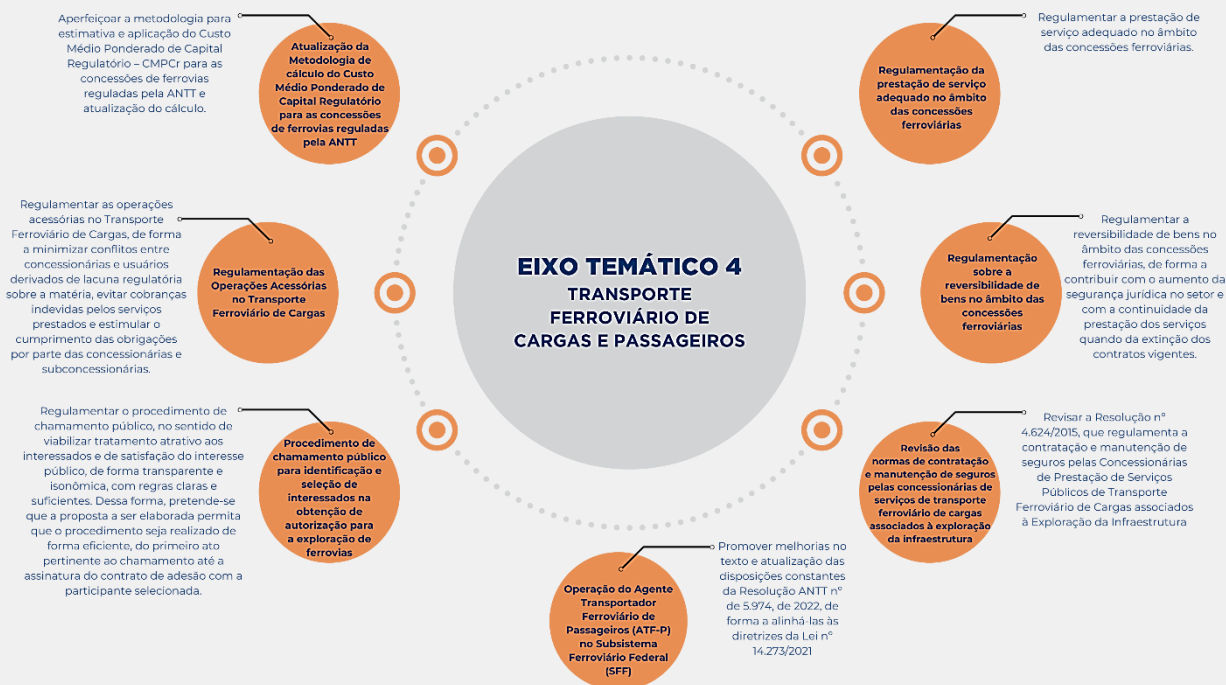 Aperfeiçoar a metodologia para
estimativa e aplicação do Custo
Médio Ponderado de Capital
Regulatório – CMPCr para as
concessões de ferrovias
reguladas pela ANTT e
atualização do cálculo.
Atualização da
Metodologia de
cálculo do Custo
Médio Ponderado de
Capital Regulatório
para as concessões
de ferrovias reguladas
pela ANTT
Regulamentação da
prestação de serviço
adequado no âmbito
das concessões
ferroviárias
Regulamentar a prestação de
serviço adequado no âmbito
das concessões ferroviárias.
Regulamentar as operações
acessórias no Transporte
Ferroviário de Cargas, de forma
a minimizar conflitos entre
concessionárias e usuários
derivados de lacuna regulatória
sobre a matéria, evitar cobranças
indevidas pelos serviços
prestados e estimular o
cumprimento das obrigações
por parte das concessionárias e
subconcessionárias.
Regulamentação das
Operações Acessórias
no Transporte
Ferroviário de Cargas
EIXO TEMÁTICO 4
TRANSPORTE
FERROVIÁRIO DE
CARGAS E PASSAGEIROS
Regulamentação
sobre a
reversibilidade de
bens no âmbito das
concessões
ferroviárias
Regulamentar a
reversibilidade de bens no
âmbito das concessões
ferroviárias, de forma a
contribuir com o aumento da
segurança jurídica no setor e
com a continuidade da
prestação dos serviços
quando da extinção dos
contratos vigentes.
Regulamentar o procedimento de
chamamento público, no sentido de
viabilizar tratamento atrativo aos
interessados e de satisfação do interesse
público, de forma transparente e
isonômica, com regras claras e
suficientes. Dessa forma, pretende-se
que a proposta a ser elaborada permita
que o procedimento seja realizado de
forma eficiente, do primeiro ato
pertinente ao chamamento até a
assinatura do contrato de adesão com a
participante selecionada.
Procedimento de
chamamento público
para identificação e
seleção de
interessados na
obtenção de
autorização para
a exploração de
ferrovias
Revisão das
normas de contratação
e manutenção de seguros
pelas concessionárias de
serviços de transporte
ferroviário de cargas
associados à exploração
da infraestrutura
Revisar a Resolução nº
4.624/2015, que regulamenta a
contratação e manutenção de
seguros pelas Concessionárias
de Prestação de Serviços
Públicos de Transporte
Ferroviário de Cargas associados
à Exploração da Infraestrutura
Operação do Agente
Transportador
Ferroviário de
Passageiros (ATF-P)
no Subsistema
Ferroviário Federal
(SFF)
Promover melhorias no
texto e atualização das
disposições constantes
da Resolução ANTT nº
de 5.974, de 2022, de
forma a alinhá-las às
diretrizes da Lei nº
14.273/2021